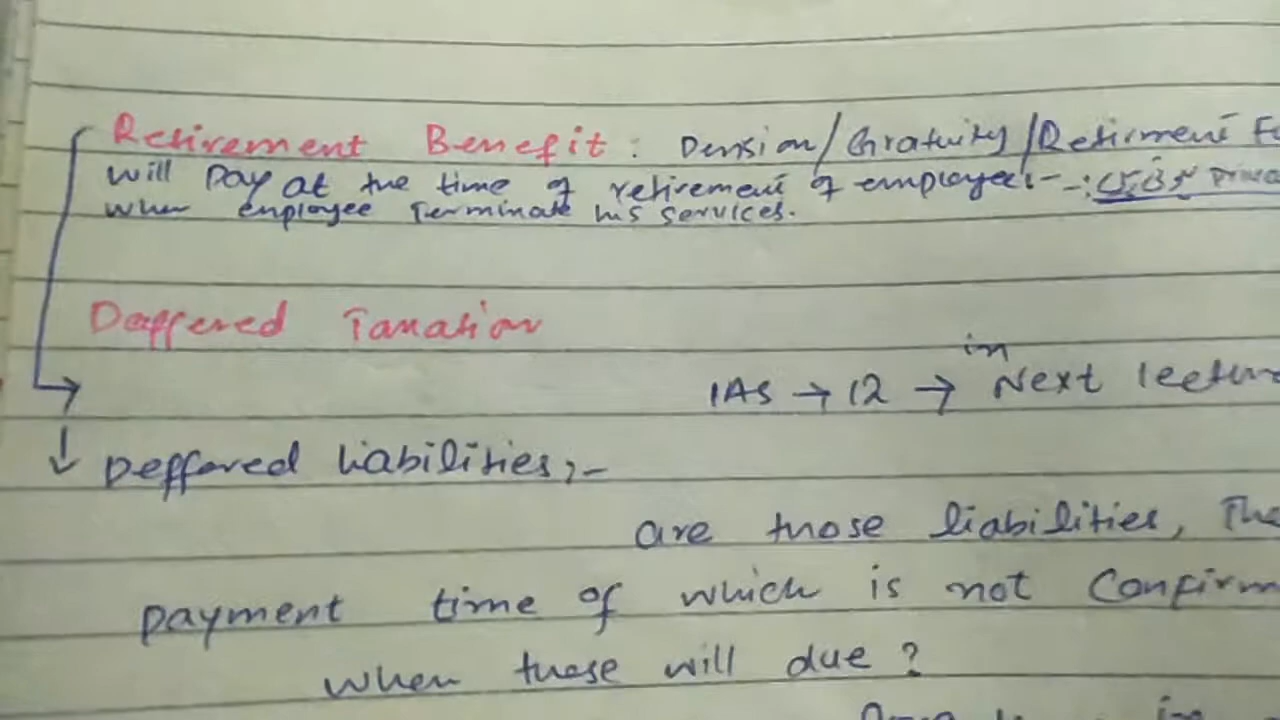 Retirement Benefit : Pension/Gratuity/Retirment
will pay at the time of retirement of employee
when employee Terminate his services.
Deffered Taxation
in
IAS → 12 → Next lectur
↓ Deffered Liabilities :-
are those liabilities, The
payment time of which is not Confirm
when these will due ?